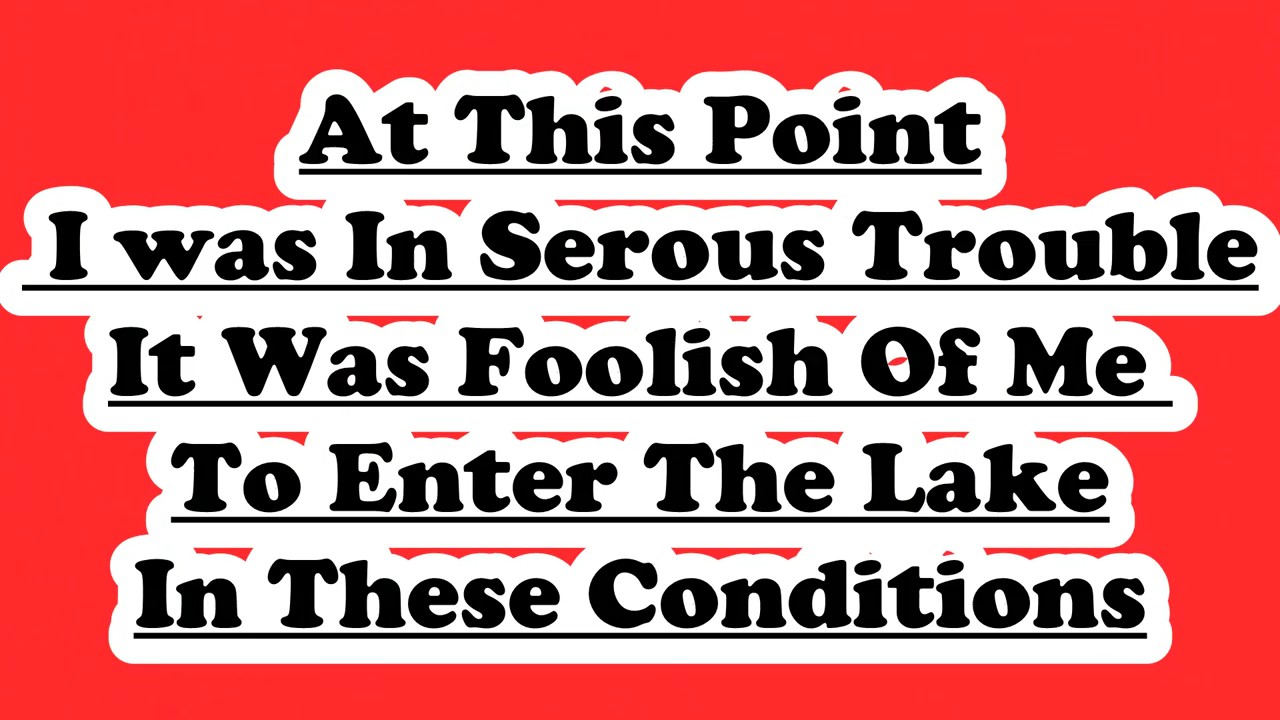 At This Point
I was In Serous Trouble
It Was Foolish Of Me
To Enter The Lake
In These Conditions